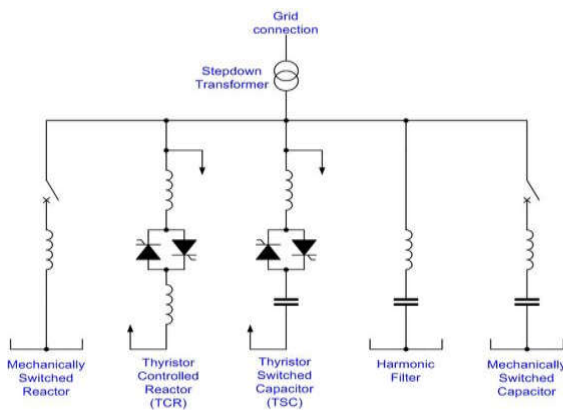 Grid
connection
Stepdown
Transformer
Mechanically
Switched
Reactor
Thyristor
Controlled
Reactor
(TCR)
Thyristor
Switched
Capacitor
(TSC)
Harmonic
Filter
Mechanically
Switched
Capacitor